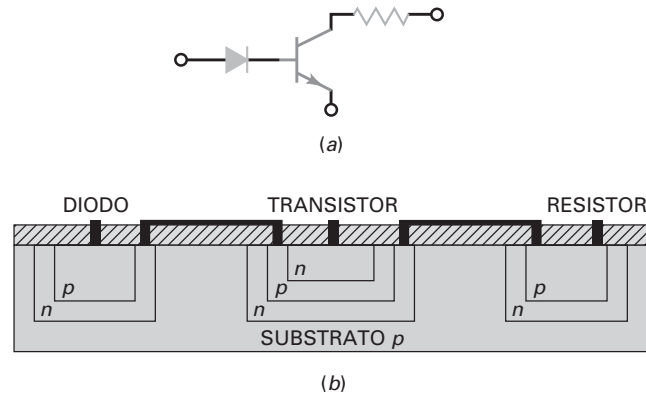 (a)
DIODO TRANSISTOR RESISTOR
n
p p p
n n n
SUBSTRATO p
(b)